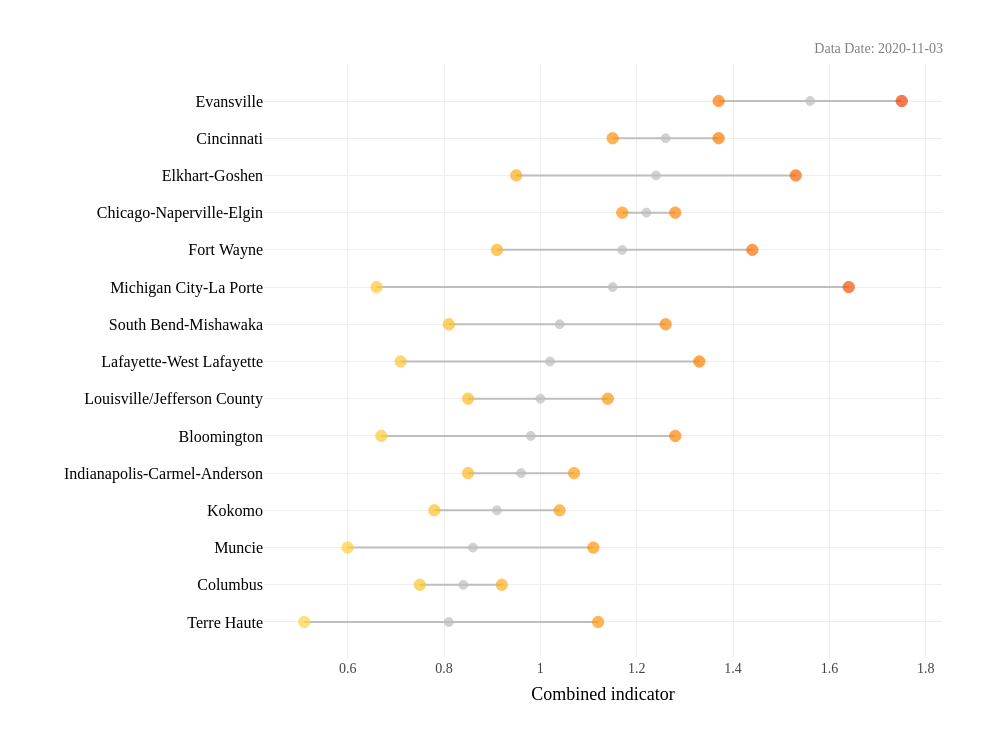 Data Date: 2020-11-03
Evansville
Cincinnati
Elkhart-Goshen
Chicago-Naperville-Elgin
Fort Wayne
Michigan City-La Porte
South Bend-Mishawaka
Lafayette-West Lafayette
Louisville/Jefferson County
Bloomington
Indianapolis-Carmel-Anderson
Kokomo
Muncie
Columbus
Terre Haute
0.6 0.8 1 1.2 1.4 1.6 1.8
Combined indicator